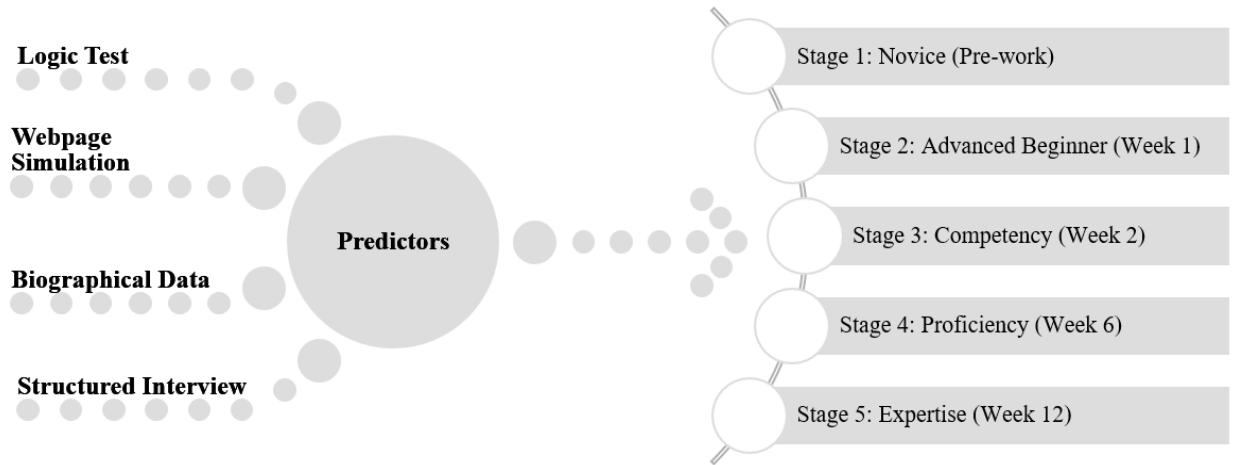 Logic Test
Webpage
Simulation
Biographical Data
Structured Interview
Predictors
Stage 1: Novice (Pre-work)
Stage 2: Advanced Beginner (Week 1)
Stage 3: Competency (Week 2)
Stage 4: Proficiency (Week 6)
Stage 5: Expertise (Week 12)